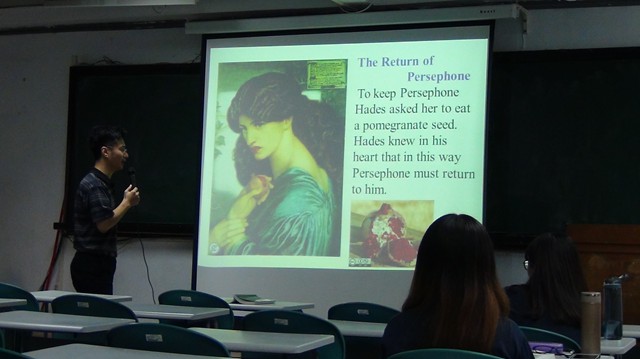 The Return of
Persephone
To keep Persephone
Hades asked her to eat
a pomegranate seed.
Hades knew in his
heart that in this way
Persephone must return
to him.